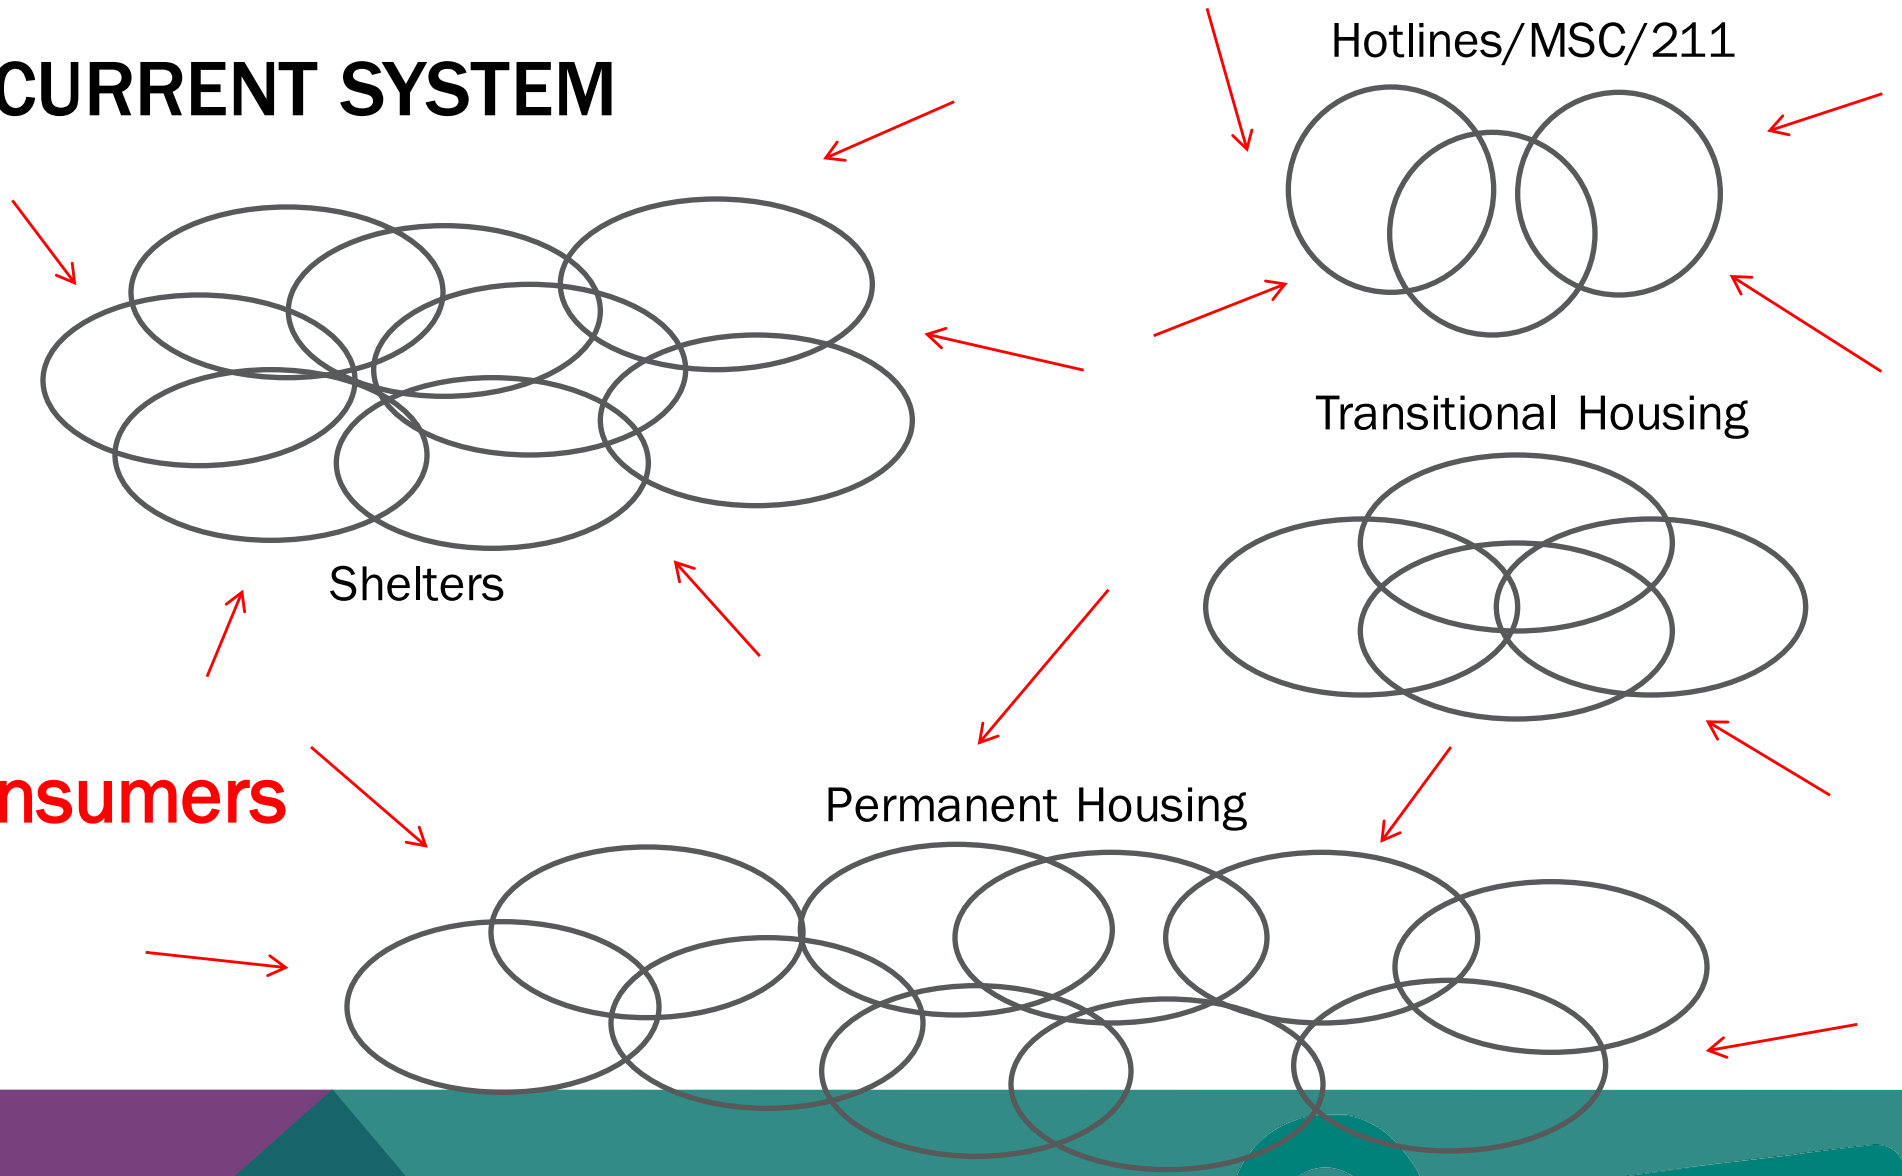 CURRENT SYSTEM
Hotlines/MSC/211
Shelters
Transitional Housing
nsumers
Permanent Housing